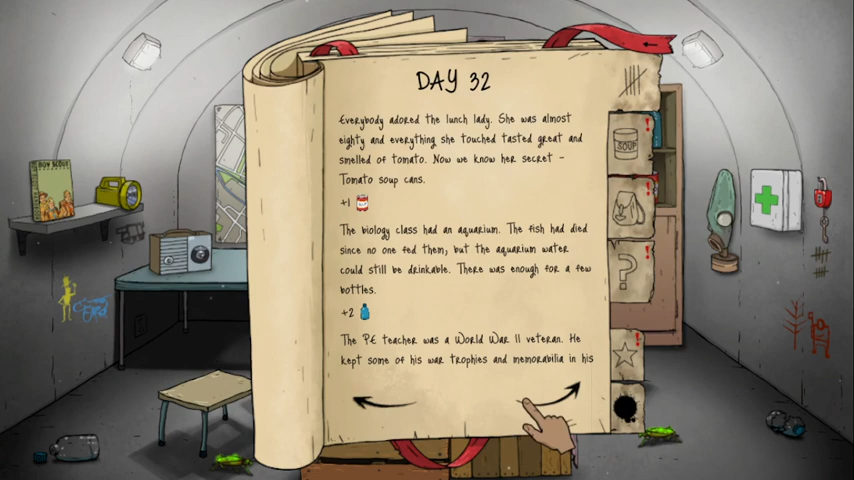 DAY 32
Everybody adored the lunch lady. She was almost
eighty and everything she touched tasted great and
smelled of tomato. Now we know her secret -
Tomato soup cans.
+1
The biology class had an aquarium. The fish had died
since no one fed them, but the aquarium water
could still be drinkable. There was enough for a few
bottles.
+2
The PE teacher was a World War II veteran. He
kept some of his war trophies and memorabilia in his
SOUP
!
!
?
!
!